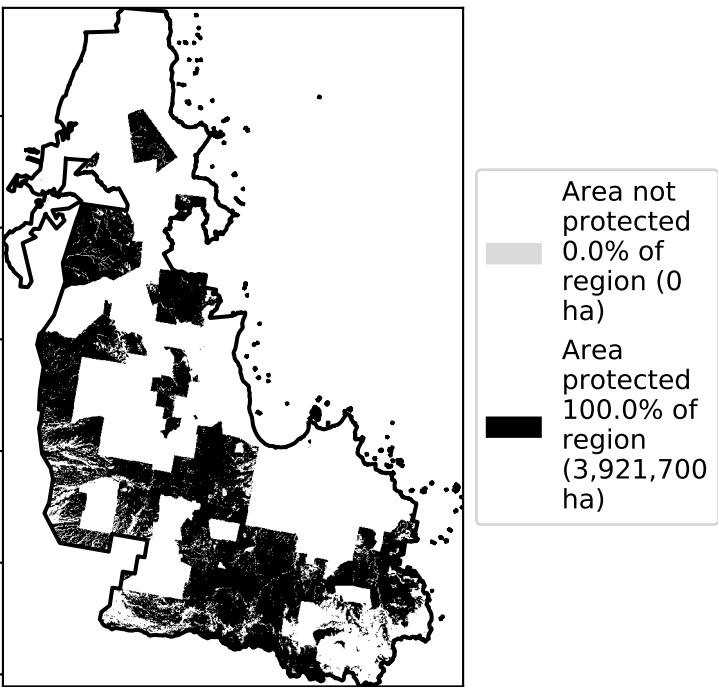 Area not
protected
0.0% of
region (0
ha)
Area
protected
100.0% of
region
(3,921,700
ha)